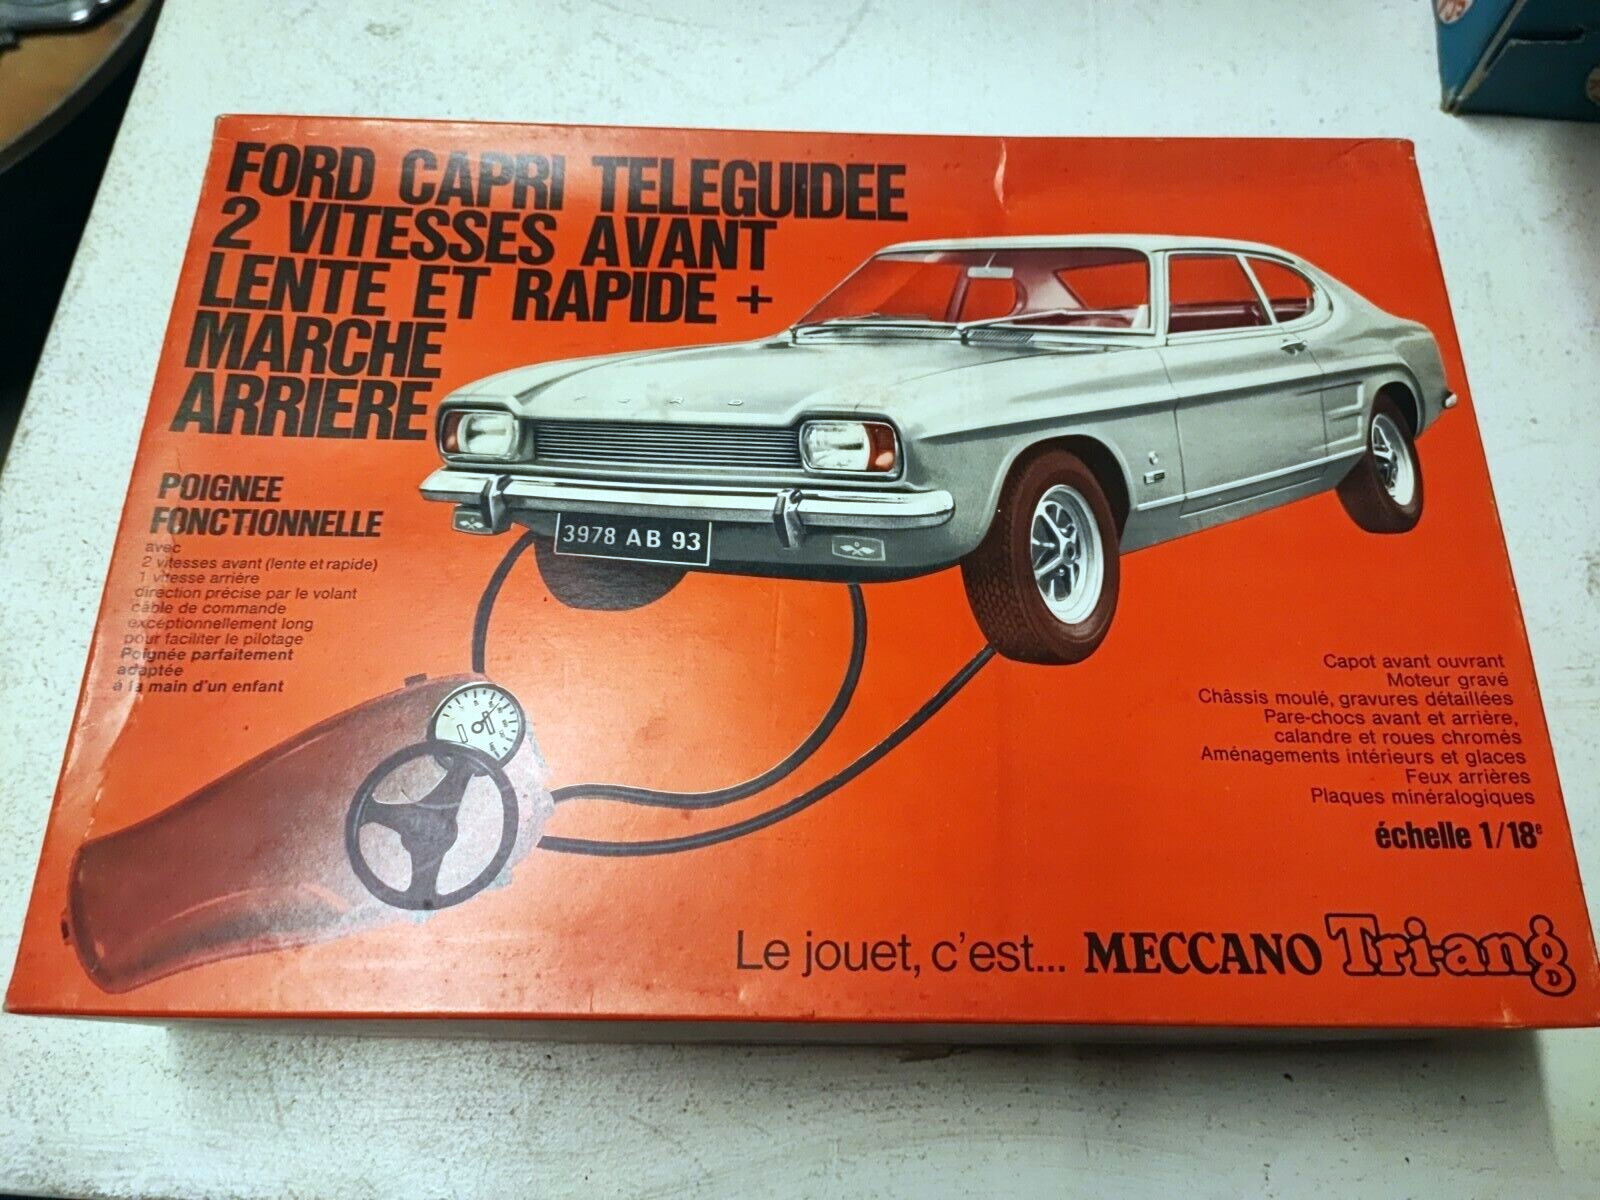 FORD CAPRI TELEGUIDEE
2 VITESSES AVANT
LENTE ET RAPIDE +
MARCHE
ARRIERE
POIGNEE
FONCTIONNELLE
avec
2 vitesses avant (lente et rapide)
1 vitesse arrière
direction précise par le volant
câble de commande
exceptionnellement long
pour faciliter le pilotage
Poignée parfaitement
adaptée
à la main d'un enfant
FORD
3978 AB 93
Capot avant ouvrant
Moteur gravé
Châssis moulé, gravures détaillées
Pare-chocs avant et arrière,
calandre et roues chromés
Aménagements intérieurs et glaces
Feux arrières
Plaques minéralogiques
échelle 1/18e
Le jouet, c'est... MECCANO Tri-ang